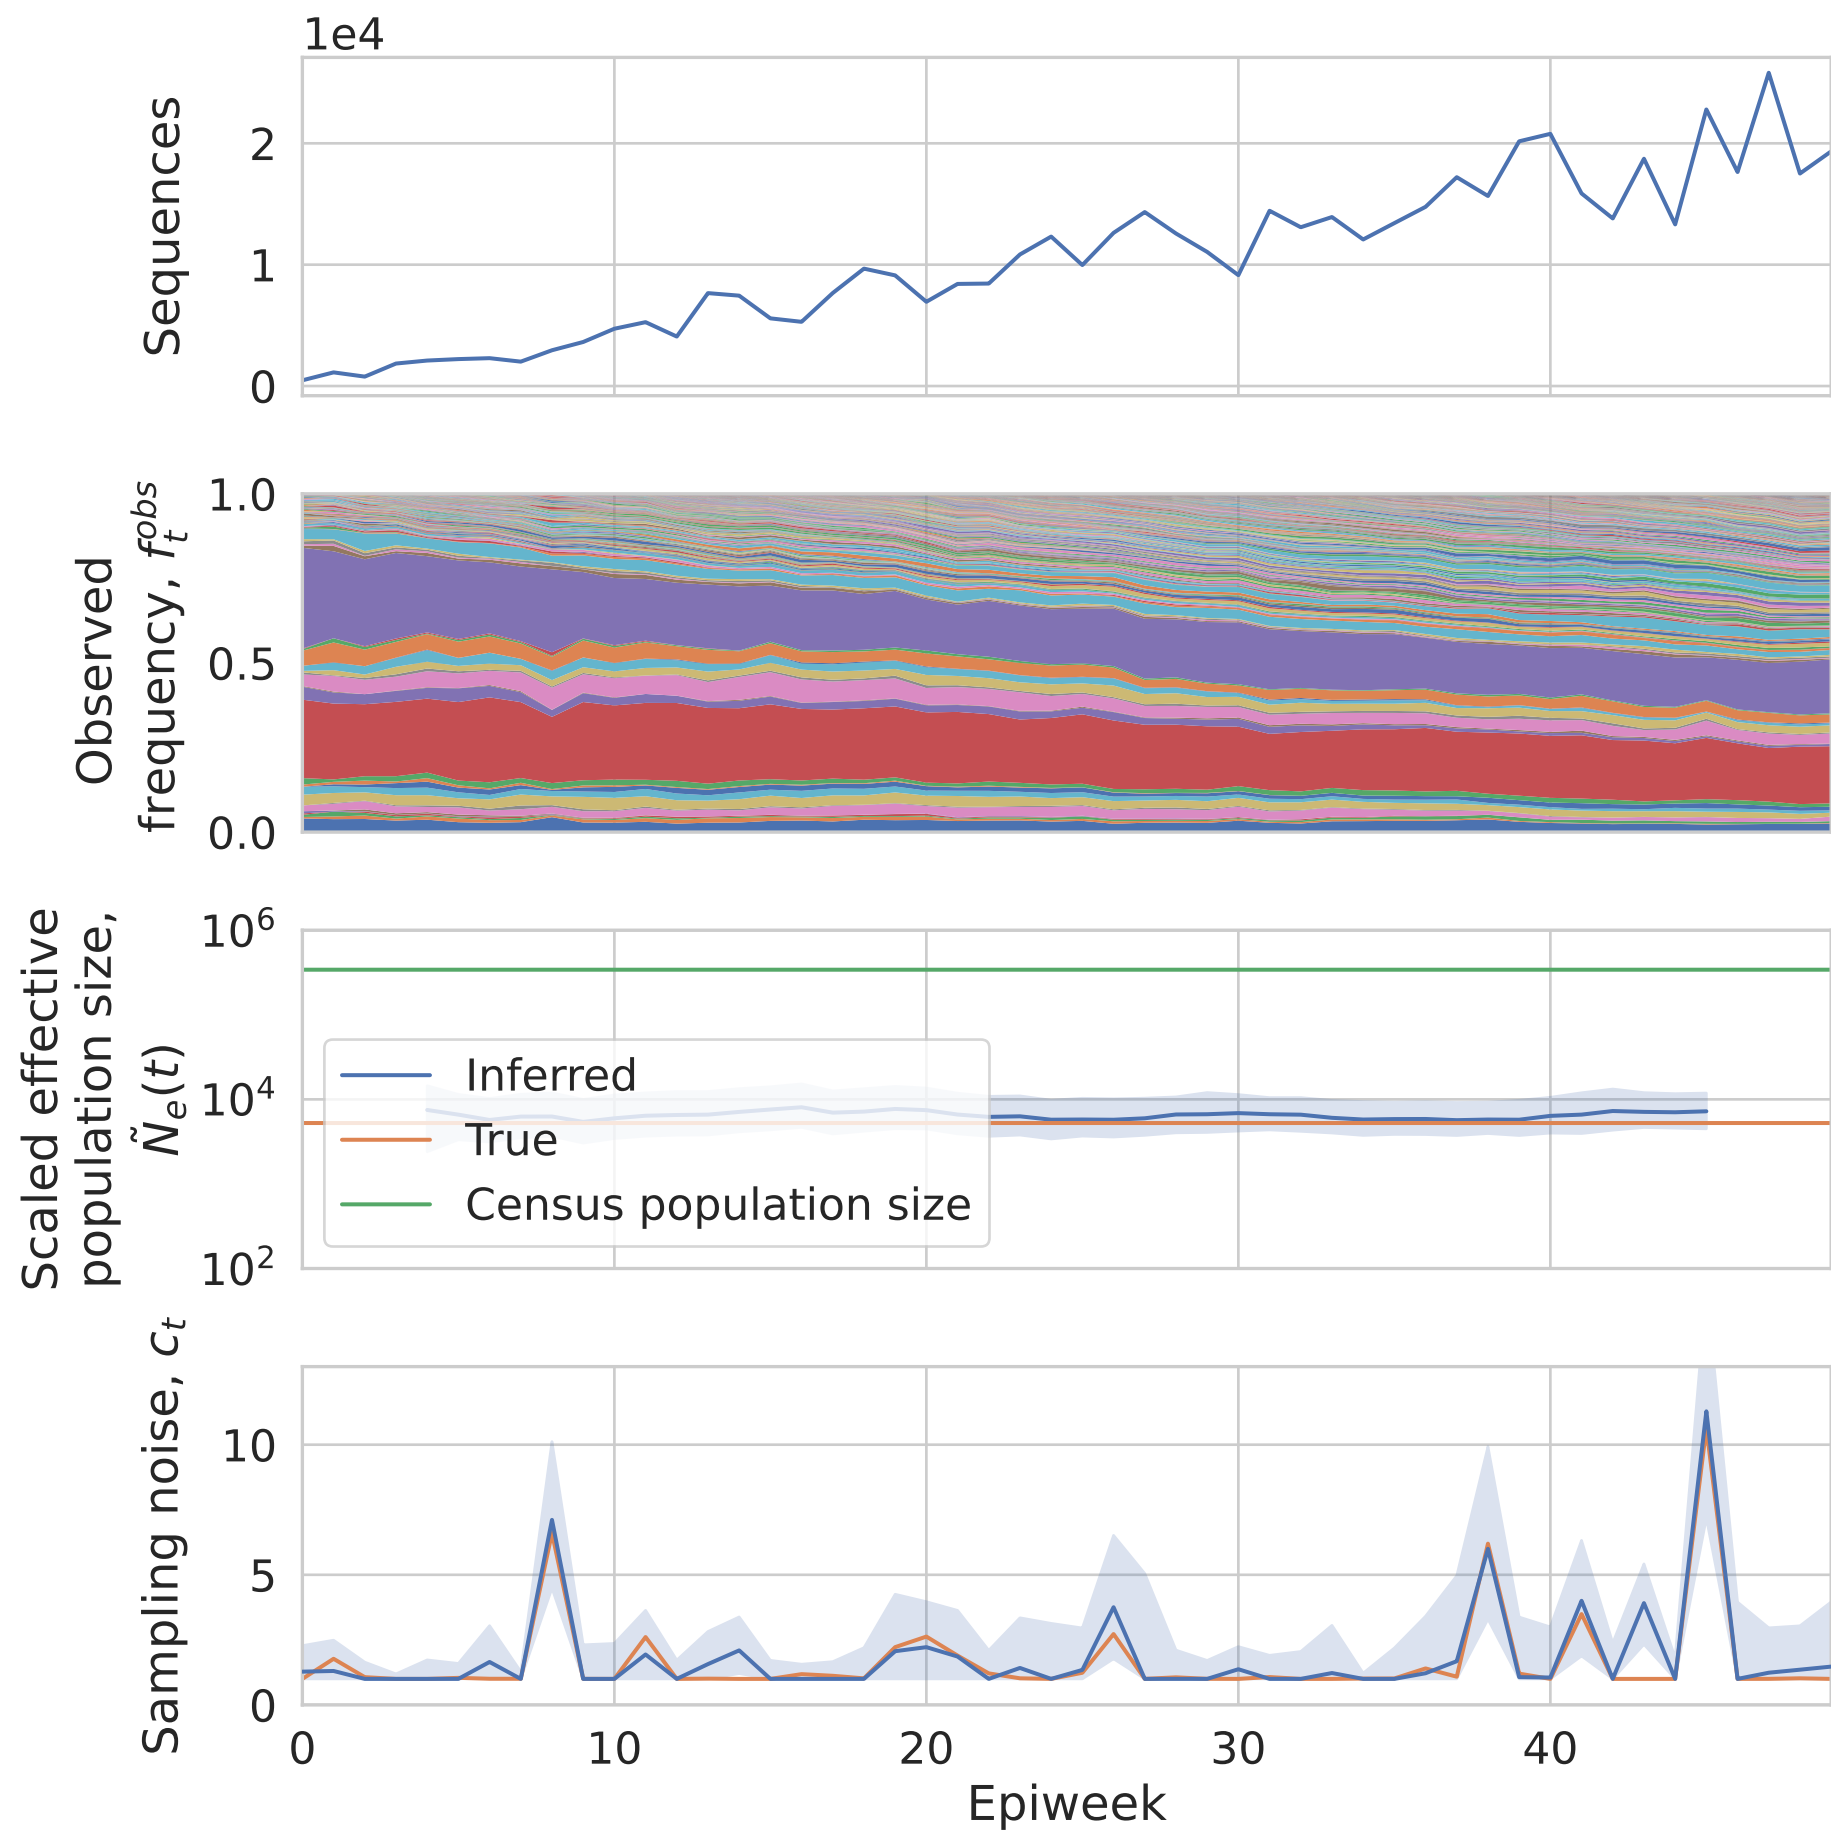 1e4
Sequences
2
1
0
Observed
frequency, f_t^{obs}
1.0
0.5
0.0
Scaled effective
population size,
Ñ_e(t)
10^6
10^4
10^2
Inferred
True
Census population size
Sampling noise, c_t
10
5
0
0 10 20 30 40
Epiweek